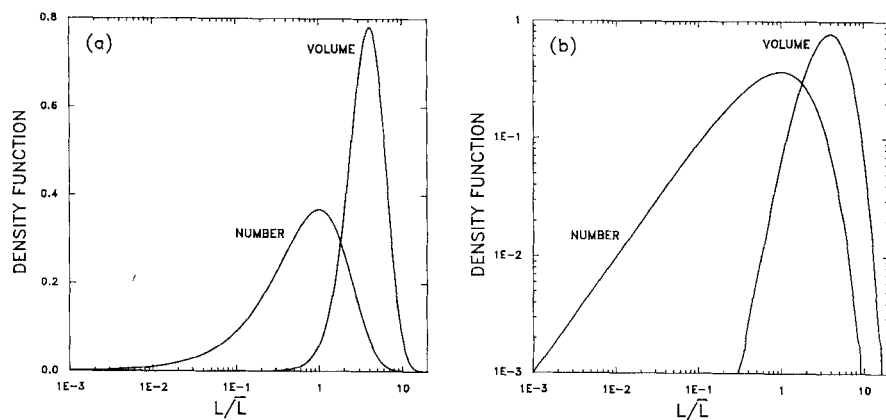 (a)
VOLUME
NUMBER
DENSITY FUNCTION
0.8
0.6
0.4
0.2
0.0
1E-3
1E-2
1E-1
1
10
L/L̅
(b)
VOLUME
NUMBER
DENSITY FUNCTION
1
1E-1
1E-2
1E-3
1E-3
1E-2
1E-1
1
10
L/L̅